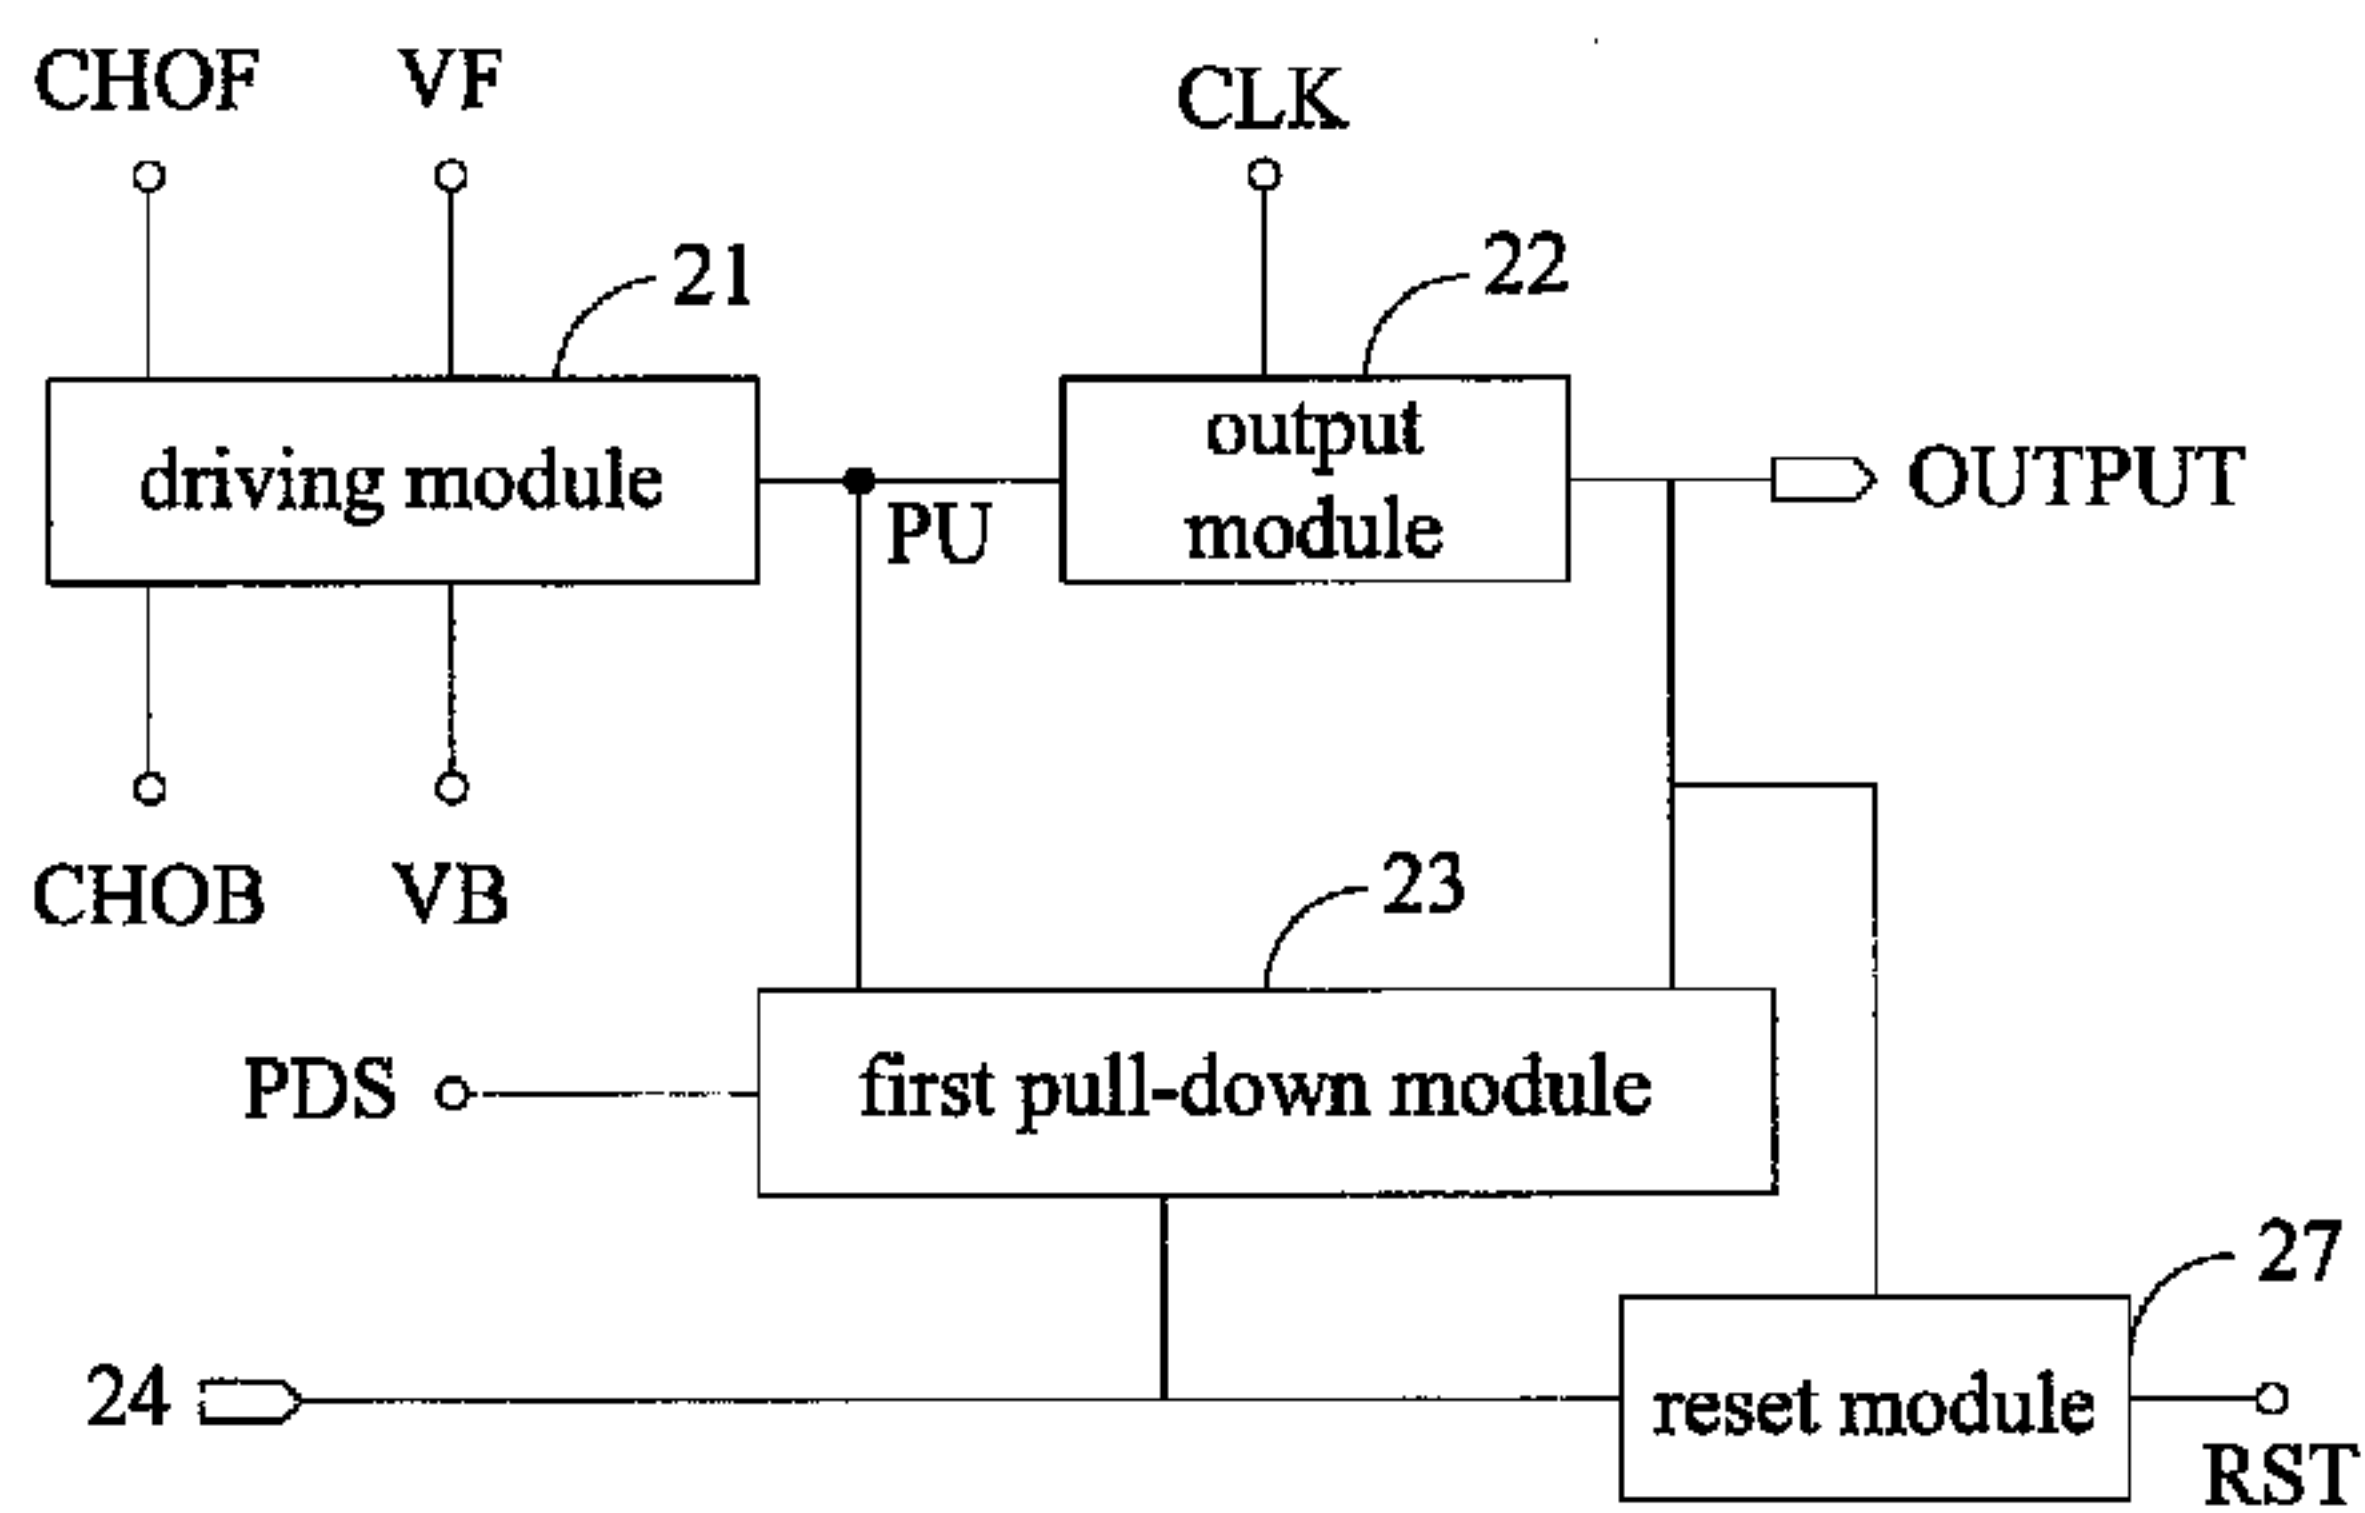 CHOF
VF
CLK
21
22
driving module
PU
output
module
OUTPUT
CHOB
VB
23
PDS
first pull-down module
27
24
reset module
RST